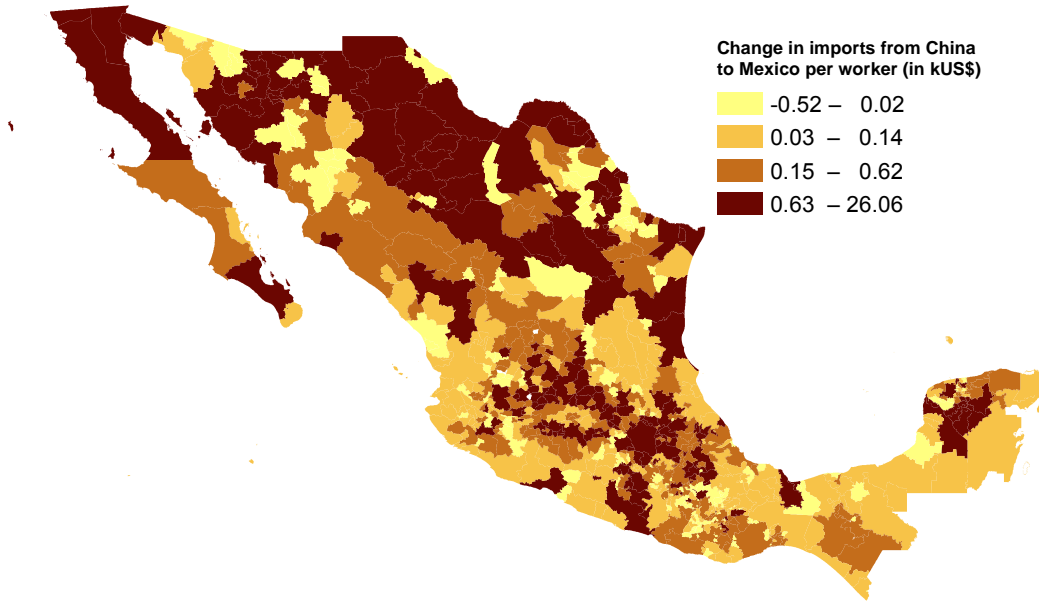 Change in imports from China
to Mexico per worker (in kUS$)
-0.52 – 0.02
0.03 – 0.14
0.15 – 0.62
0.63 – 26.06